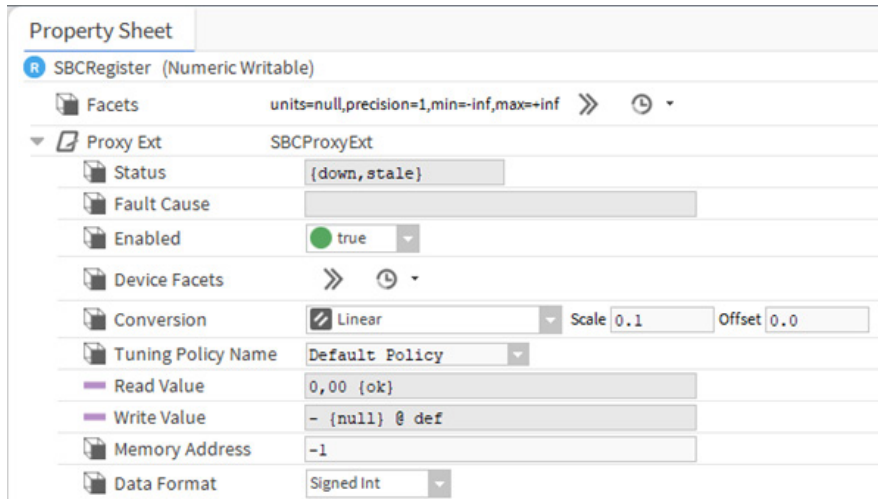 Property Sheet
R SBCRegister (Numeric Writable)
Facets units=null,precision=1,min=-inf,max=+inf
Proxy Ext SBCProxyExt
Status {down,stale}
Fault Cause
Enabled true
Device Facets
Conversion Linear Scale 0.1 Offset 0.0
Tuning Policy Name Default Policy
Read Value 0,00 {ok}
Write Value - {null} @ def
Memory Address -1
Data Format Signed Int